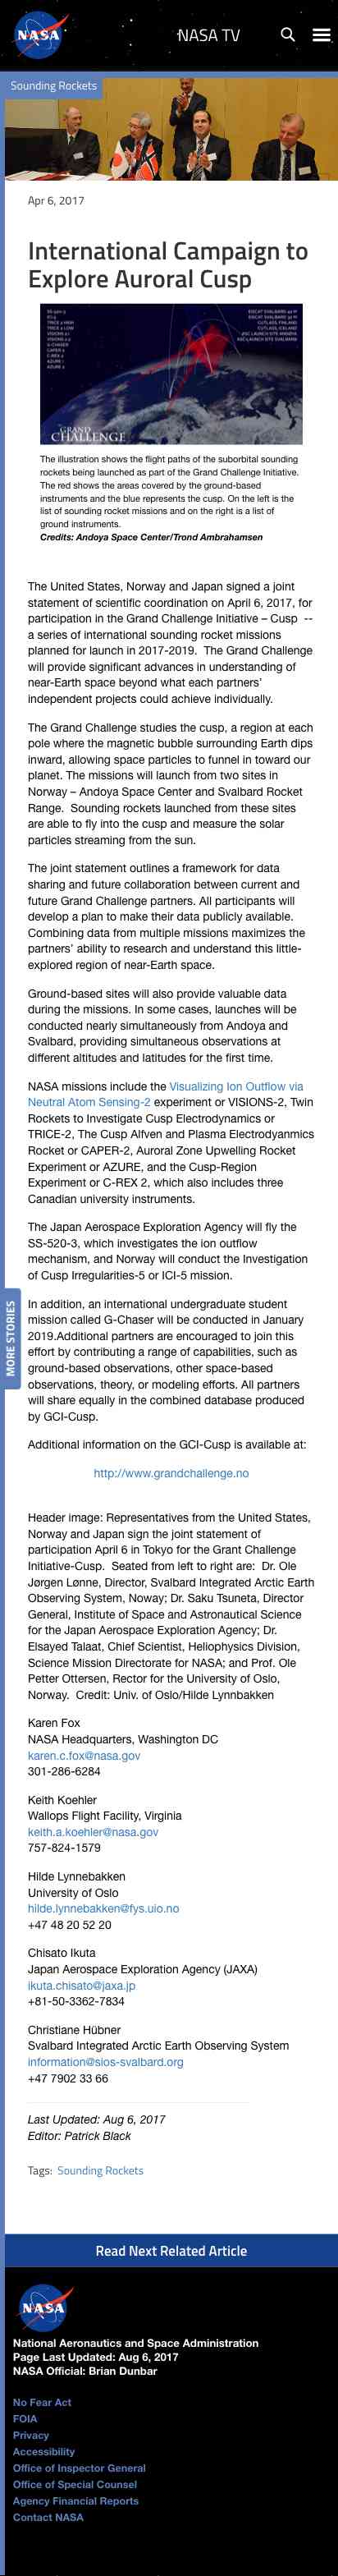 NASA
NASA TV
Sounding Rockets
Apr 6, 2017
International Campaign to
Explore Auroral Cusp
GRAND
CHALLENGE
The illustration shows the flight paths of the suborbital sounding
rockets being launched as part of the Grand Challenge Initiative.
The red shows the areas covered by the ground-based
instruments and the blue represents the cusp. On the left is the
list of sounding rocket missions and on the right is a list of
ground instruments.
Credits: Andoya Space Center/Trond Ambrahamsen
The United States, Norway and Japan signed a joint
statement of scientific coordination on April 6, 2017, for
participation in the Grand Challenge Initiative – Cusp --
a series of international sounding rocket missions
planned for launch in 2017-2019. The Grand Challenge
will provide significant advances in understanding of
near-Earth space beyond what each partners’
independent projects could achieve individually.
The Grand Challenge studies the cusp, a region at each
pole where the magnetic bubble surrounding Earth dips
inward, allowing space particles to funnel in toward our
planet. The missions will launch from two sites in
Norway – Andoya Space Center and Svalbard Rocket
Range. Sounding rockets launched from these sites
are able to fly into the cusp and measure the solar
particles streaming from the sun.
The joint statement outlines a framework for data
sharing and future collaboration between current and
future Grand Challenge partners. All participants will
develop a plan to make their data publicly available.
Combining data from multiple missions maximizes the
partners’ ability to research and understand this little-
explored region of near-Earth space.
Ground-based sites will also provide valuable data
during the missions. In some cases, launches will be
conducted nearly simultaneously from Andoya and
Svalbard, providing simultaneous observations at
different altitudes and latitudes for the first time.
NASA missions include the Visualizing Ion Outflow via
Neutral Atom Sensing-2 experiment or VISIONS-2, Twin
Rockets to Investigate Cusp Electrodynamics or
TRICE-2, The Cusp Alfven and Plasma Electrodynamics
Rocket or CAPER-2, Auroral Zone Upwelling Rocket
Experiment or AZURE, and the Cusp-Region
Experiment or C-REX 2, which also includes three
Canadian university instruments.
The Japan Aerospace Exploration Agency will fly the
SS-520-3, which investigates the ion outflow
mechanism, and Norway will conduct the Investigation
of Cusp Irregularities-5 or ICI-5 mission.
MORE STORIES
In addition, an international undergraduate student
mission called G-Chaser will be conducted in January
2019.Additional partners are encouraged to join this
effort by contributing a range of capabilities, such as
ground-based observations, other space-based
observations, theory, or modeling efforts. All partners
will share equally in the combined database produced
by GCI-Cusp.
Additional information on the GCI-Cusp is available at:
http://www.grandchallenge.no
Header image: Representatives from the United States,
Norway and Japan sign the joint statement of
participation April 6 in Tokyo for the Grand Challenge
Initiative-Cusp. Seated from left to right are: Dr. Ole
Jørgen Lønne, Director, Svalbard Integrated Arctic Earth
Observing System, Noway; Dr. Saku Tsuneta, Director
General, Institute of Space and Astronautical Science
for the Japan Aerospace Exploration Agency; Dr.
Elsayed Talaat, Chief Scientist, Heliophysics Division,
Science Mission Directorate for NASA; and Prof. Ole
Petter Ottersen, Rector for the University of Oslo,
Norway. Credit: Univ. of Oslo/Hilde Lynnbakken
Karen Fox
NASA Headquarters, Washington DC
karen.c.fox@nasa.gov
301-286-6284
Keith Koehler
Wallops Flight Facility, Virginia
keith.a.koehler@nasa.gov
757-824-1579
Hilde Lynnebakken
University of Oslo
hilde.lynnebakken@fys.uio.no
+47 48 20 52 20
Chisato Ikuta
Japan Aerospace Exploration Agency (JAXA)
ikuta.chisato@jaxa.jp
+81-50-3362-7834
Christiane Hübner
Svalbard Integrated Arctic Earth Observing System
information@sios-svalbard.org
+47 7902 33 66
Last Updated: Aug 6, 2017
Editor: Patrick Black
Tags: Sounding Rockets
Read Next Related Article
NASA
National Aeronautics and Space Administration
Page Last Updated: Aug 6, 2017
NASA Official: Brian Dunbar
No Fear Act
FOIA
Privacy
Accessibility
Office of Inspector General
Office of Special Counsel
Agency Financial Reports
Contact NASA